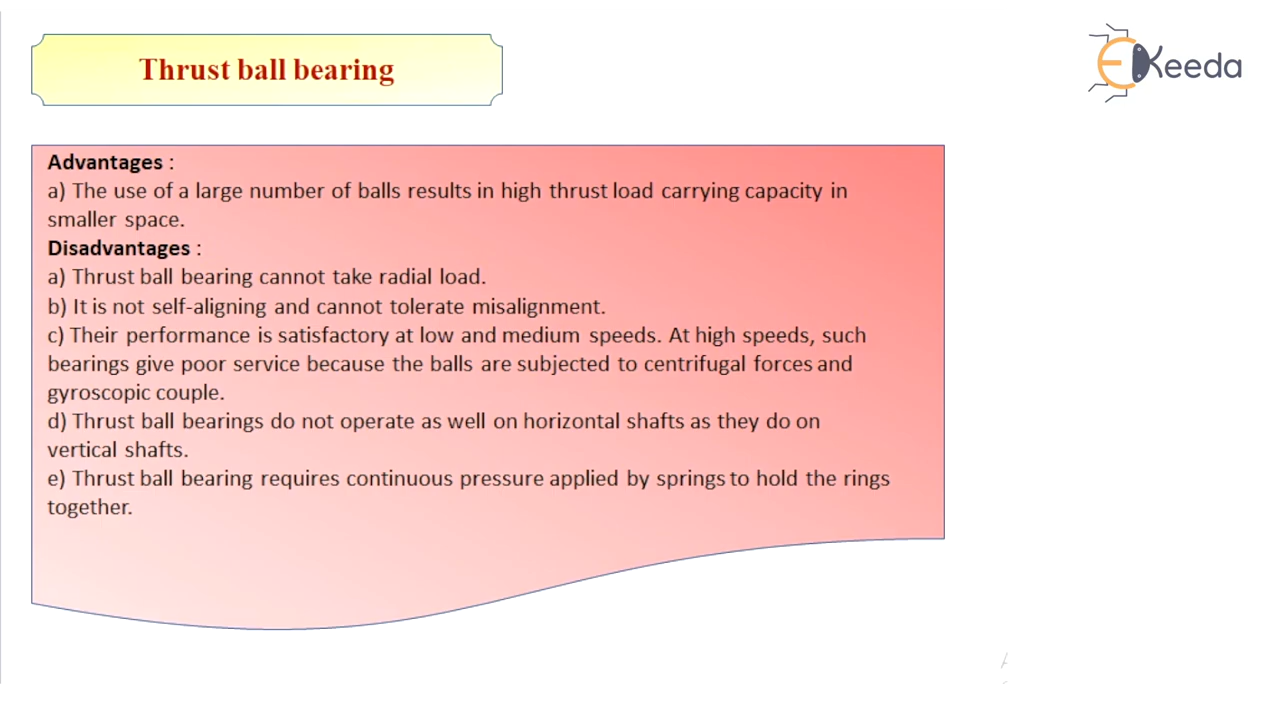 Thrust ball bearing
EKeeda
Advantages :
a) The use of a large number of balls results in high thrust load carrying capacity in
smaller space.
Disadvantages :
a) Thrust ball bearing cannot take radial load.
b) It is not self-aligning and cannot tolerate misalignment.
c) Their performance is satisfactory at low and medium speeds. At high speeds, such
bearings give poor service because the balls are subjected to centrifugal forces and
gyroscopic couple.
d) Thrust ball bearings do not operate as well on horizontal shafts as they do on
vertical shafts.
e) Thrust ball bearing requires continuous pressure applied by springs to hold the rings
together.